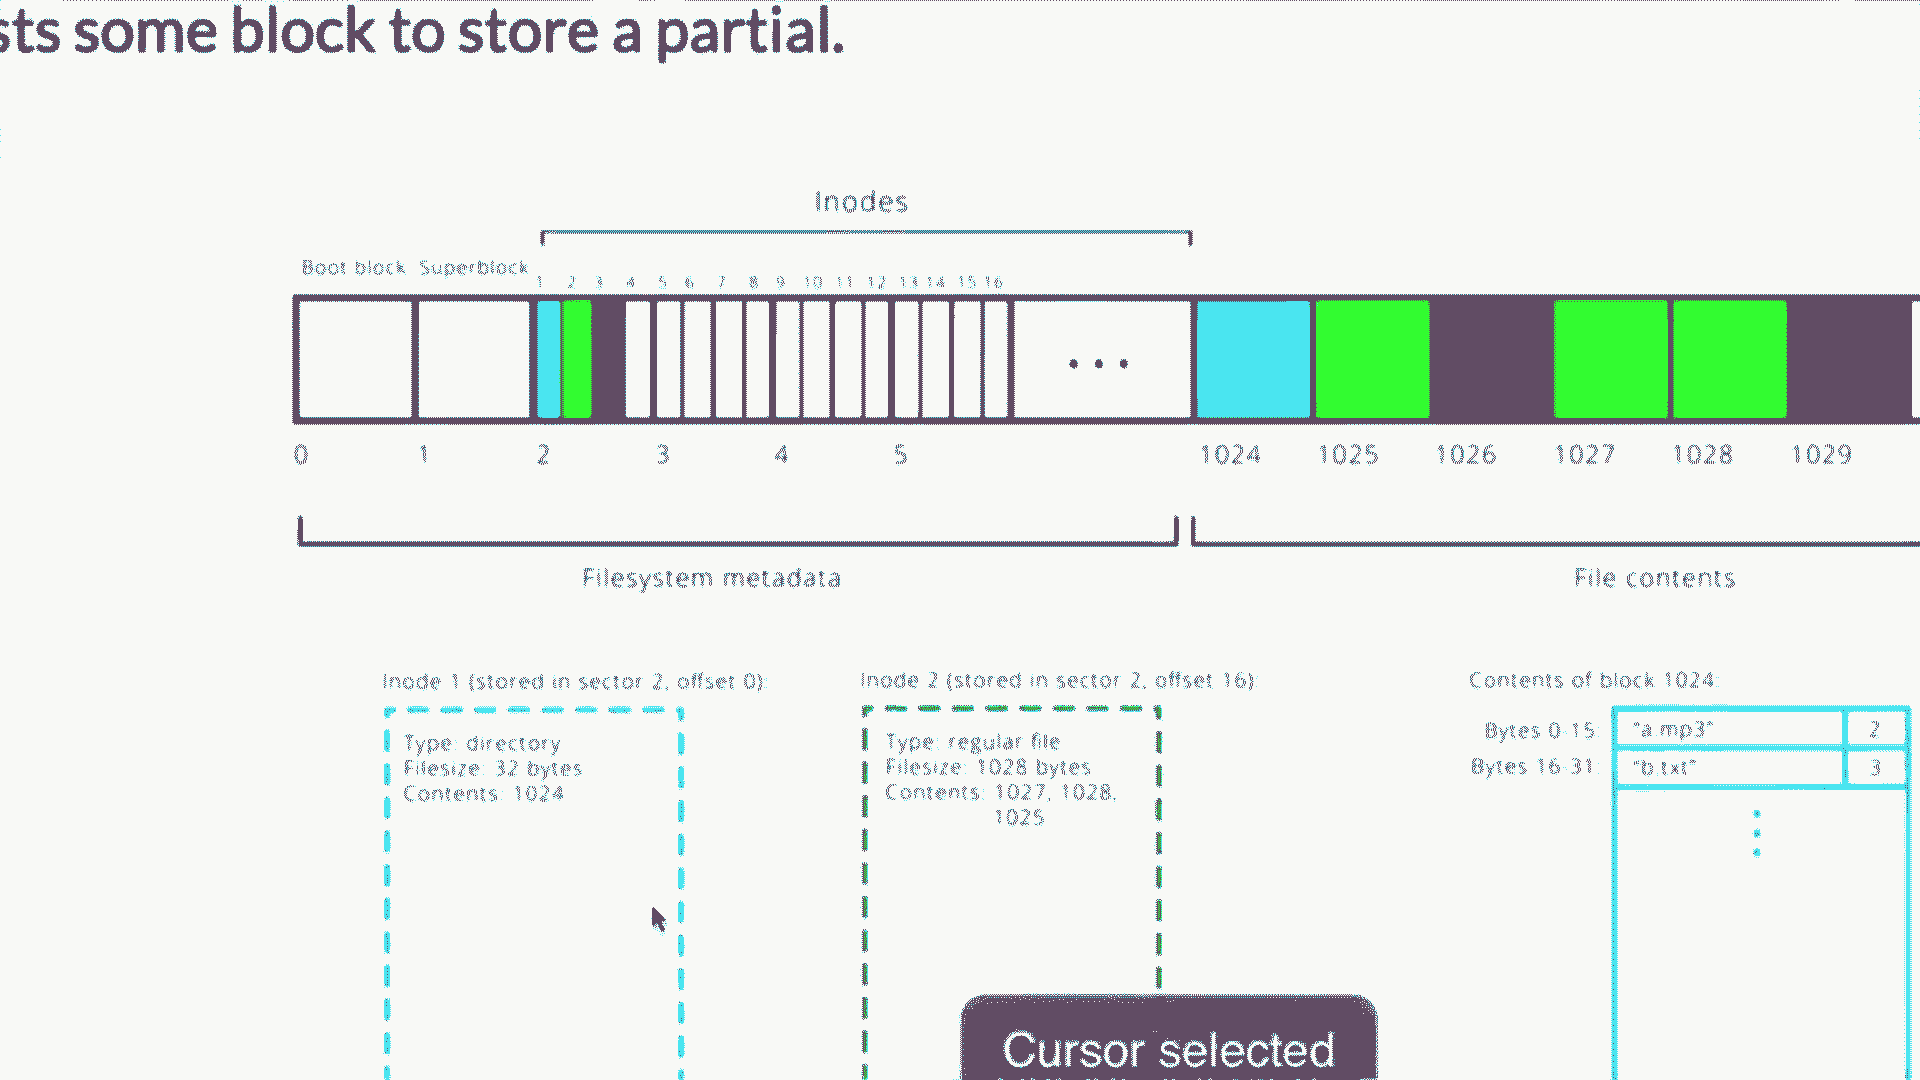 sts some block to store a partial.
Inodes
Boot block Superblock
1 2 3 4 5 6 7 8 9 10 11 12 13 14 15 16
0 1 2 3 4 5 1024 1025 1026 1027 1028 1029
Filesystem metadata
File contents
Inode 1 (stored in sector 2, offset 0):
Type: directory
Filesize: 32 bytes
Contents: 1024
Inode 2 (stored in sector 2, offset 16):
Type: regular file
Filesize: 1028 bytes
Contents: 1027, 1028,
1025
Contents of block 1024:
Bytes 0-15: "a.mp3" 2
Bytes 16-31: "b.txt" 3
Cursor selected